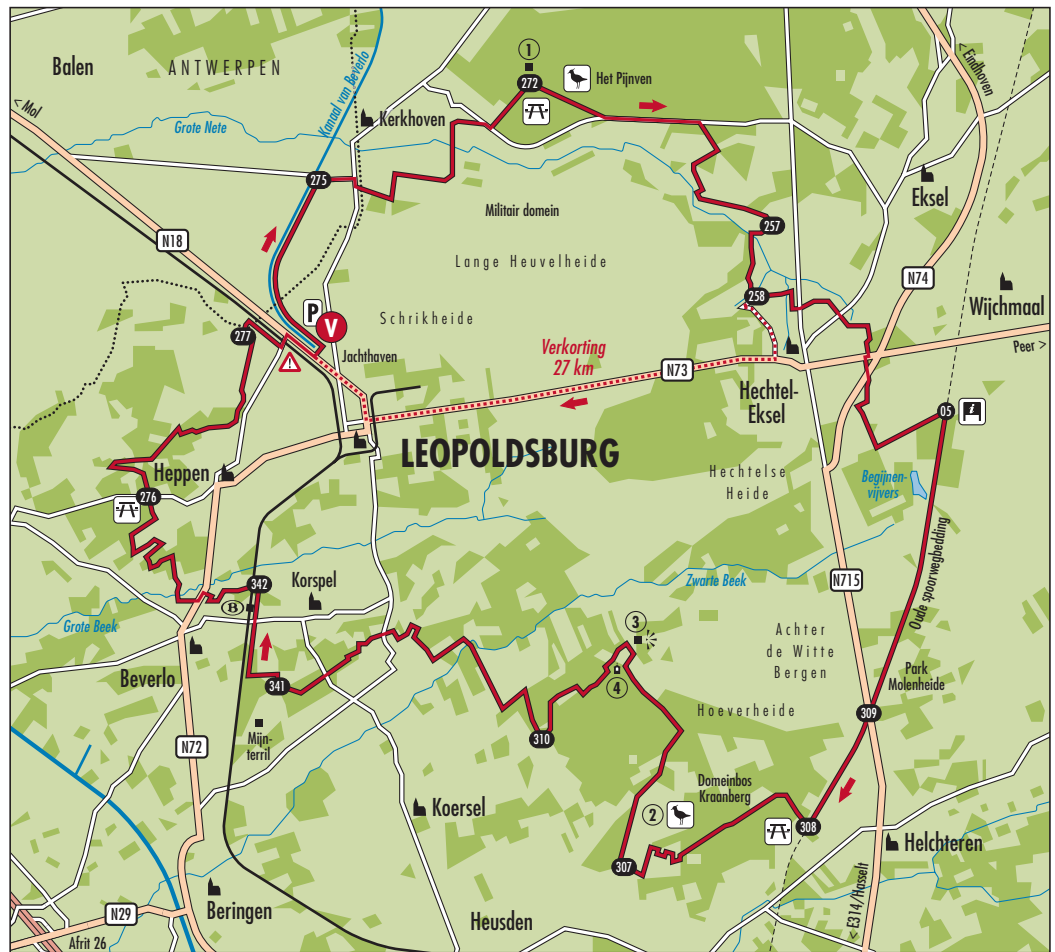 Balen
ANTWERPEN
< Mol
Grote Nete
Kanaal van Beverlo
Kerkhoven
1
272
Het Pijnven
< Eindhoven
275
Eksel
Militair domein
257
N18
Lange Heuvelheide
N74
258
Wijchmaal
P
V
Schrikheide
277
Jachthaven
Verkorting
27 km
N73
Peer >
Hechtel-
Eksel
05
i
LEOPOLDSBURG
Heppen
276
Hechtelse
Heide
Begijnen-
vijvers
Oude spoorwegbedding
342
Korspel
Zwarte Beek
N715
B
Grote Beek
3
Achter
de Witte
Bergen
Beverlo
4
Park
Molenheide
341
Hoeverheide
309
Mijn-
terril
310
N72
Domeinbos
Kraanberg
Koersel
2
308
Helchteren
307
Beringen
N29
Heusden
< E314/Hasselt
Afrit 26